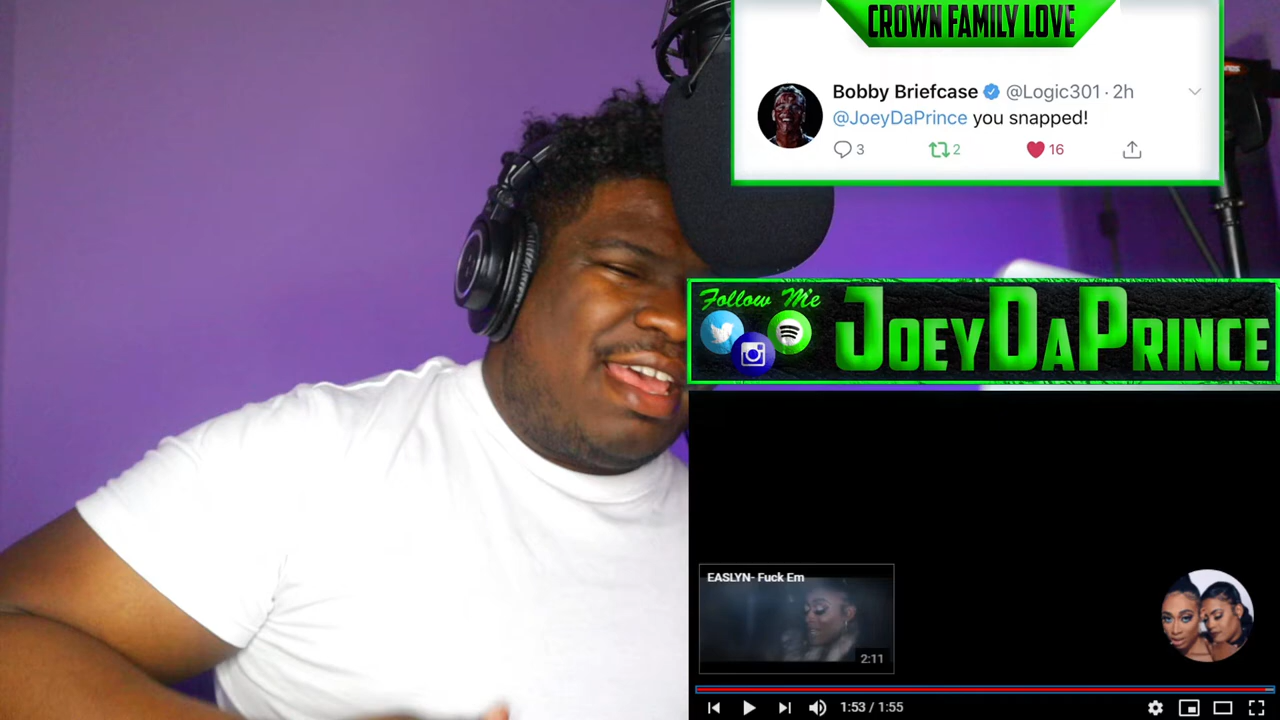 CROWN FAMILY LOVE
Bobby Briefcase @Logic301 · 2h
@JoeyDaPrince you snapped!
3 2 16
Follow Me
JOEYDAPRINCE
EASLYN- Fuck Em
2:11
1:53 / 1:55